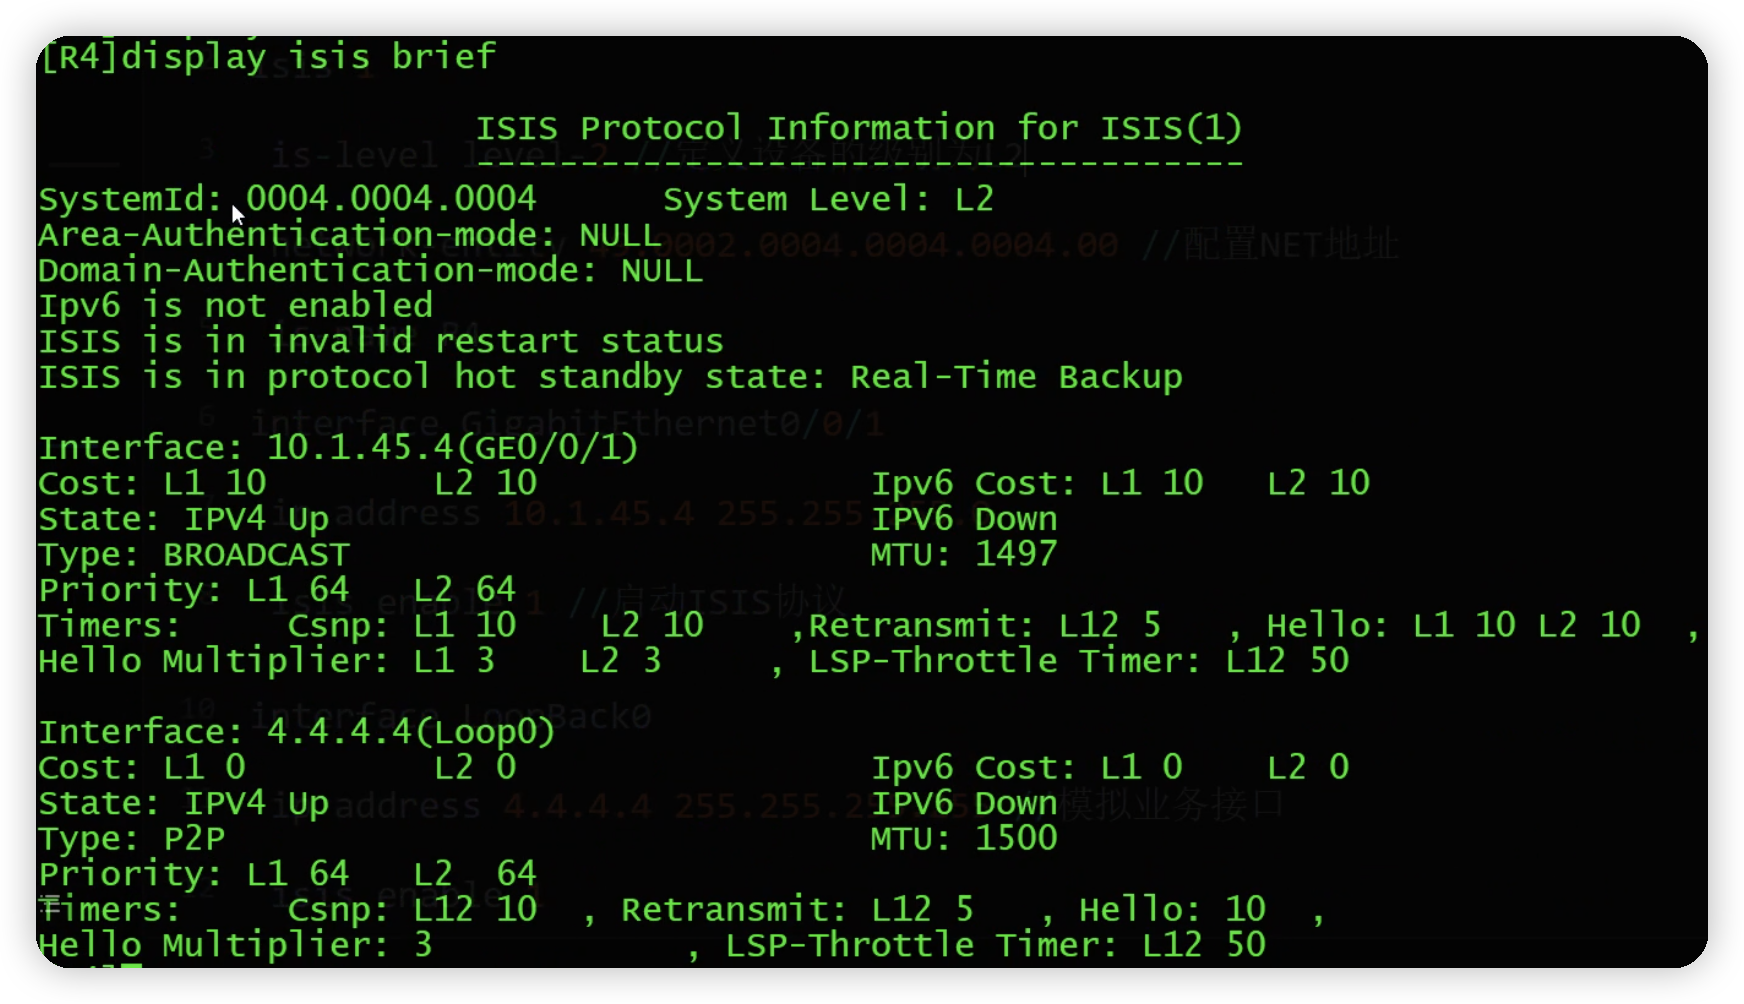 [R4]display isis brief
ISIS Protocol Information for ISIS(1)
-------------------------------------
SystemId: 0004.0004.0004      System Level: L2
Area-Authentication-mode: NULL
Domain-Authentication-mode: NULL
Ipv6 is not enabled
ISIS is in invalid restart status
ISIS is in protocol hot standby state: Real-Time Backup
Interface: 10.1.45.4(GE0/0/1)
Cost: L1 10        L2 10                Ipv6 Cost: L1 10   L2 10
State: IPV4 Up                          IPV6 Down
Type: BROADCAST                         MTU: 1497
Priority: L1 64   L2 64
Timers:     Csnp: L1 10    L2 10    ,Retransmit: L12 5   , Hello: L1 10 L2 10  ,
Hello Multiplier: L1 3    L2 3     , LSP-Throttle Timer: L12 50
Interface: 4.4.4.4(Loop0)
Cost: L1 0         L2 0                 Ipv6 Cost: L1 0    L2 0
State: IPV4 Up                          IPV6 Down
Type: P2P                               MTU: 1500
Priority: L1 64   L2  64
Timers:     Csnp: L12 10  , Retransmit: L12 5   , Hello: 10  ,
Hello Multiplier: 3            , LSP-Throttle Timer: L12 50